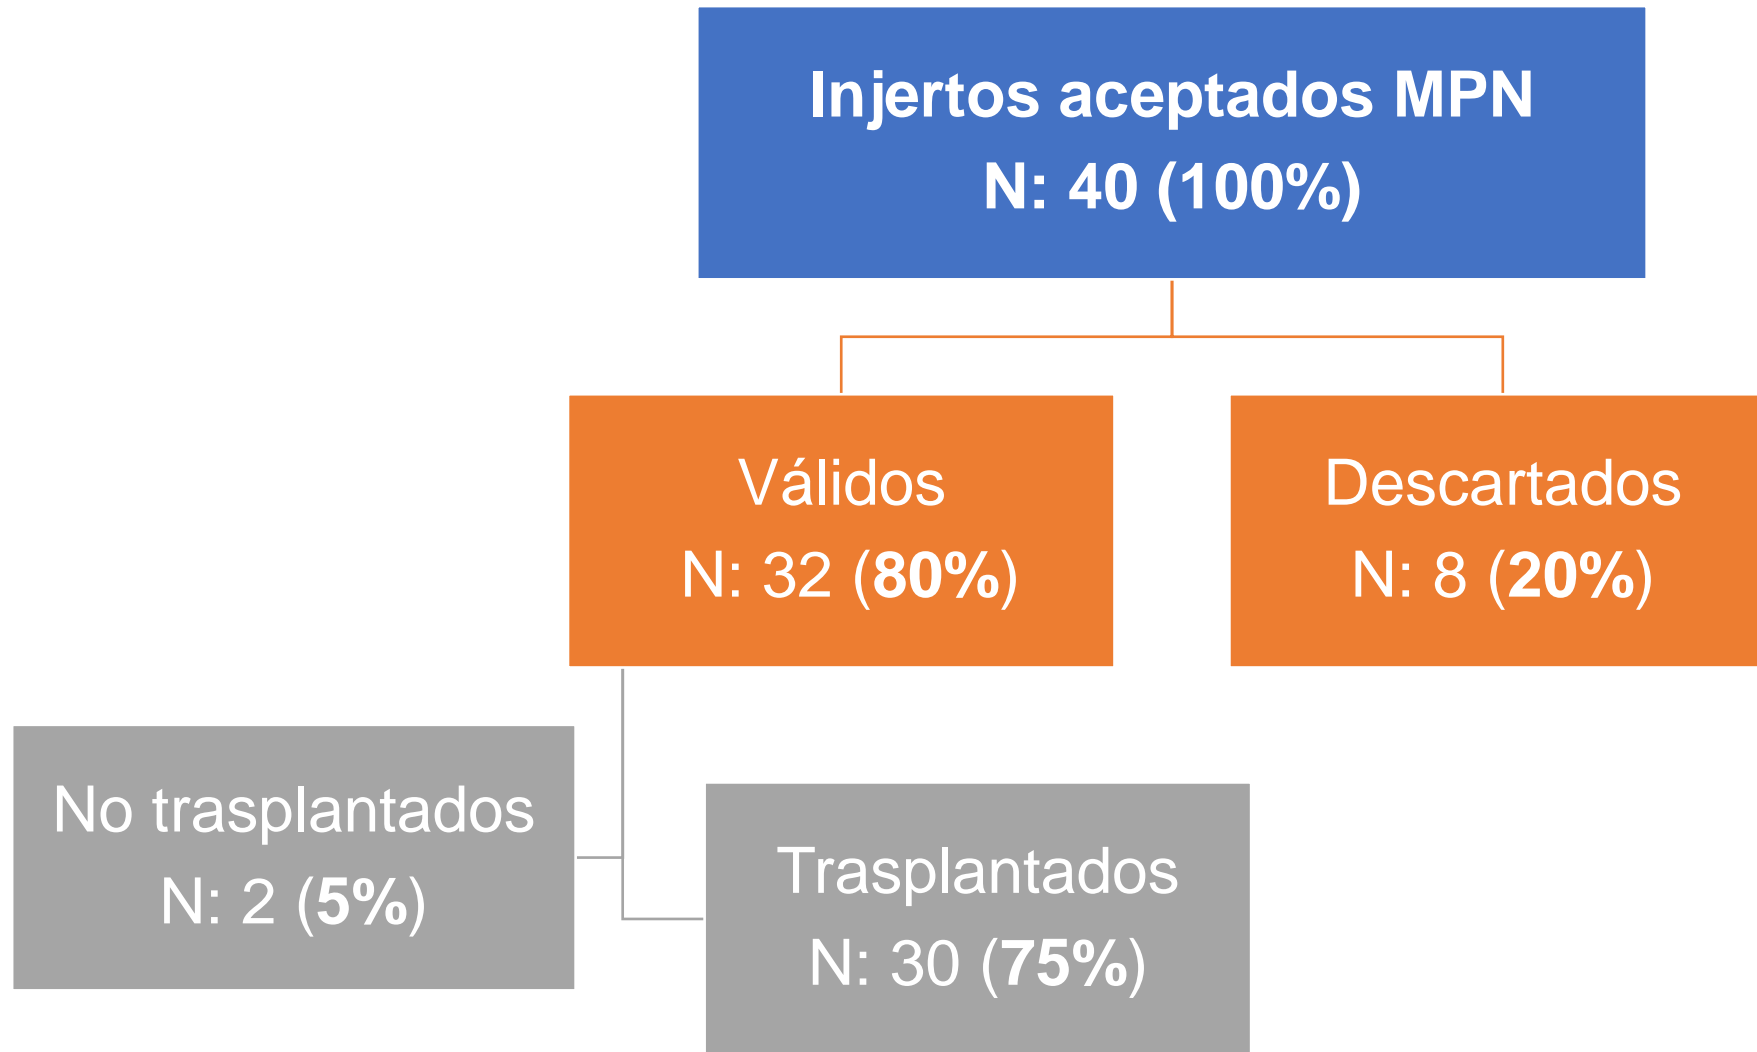 Injertos aceptados MPN
N: 40 (100%)
Válidos
N: 32 (80%)
Descartados
N: 8 (20%)
No trasplantados
N: 2 (5%)
Trasplantados
N: 30 (75%)